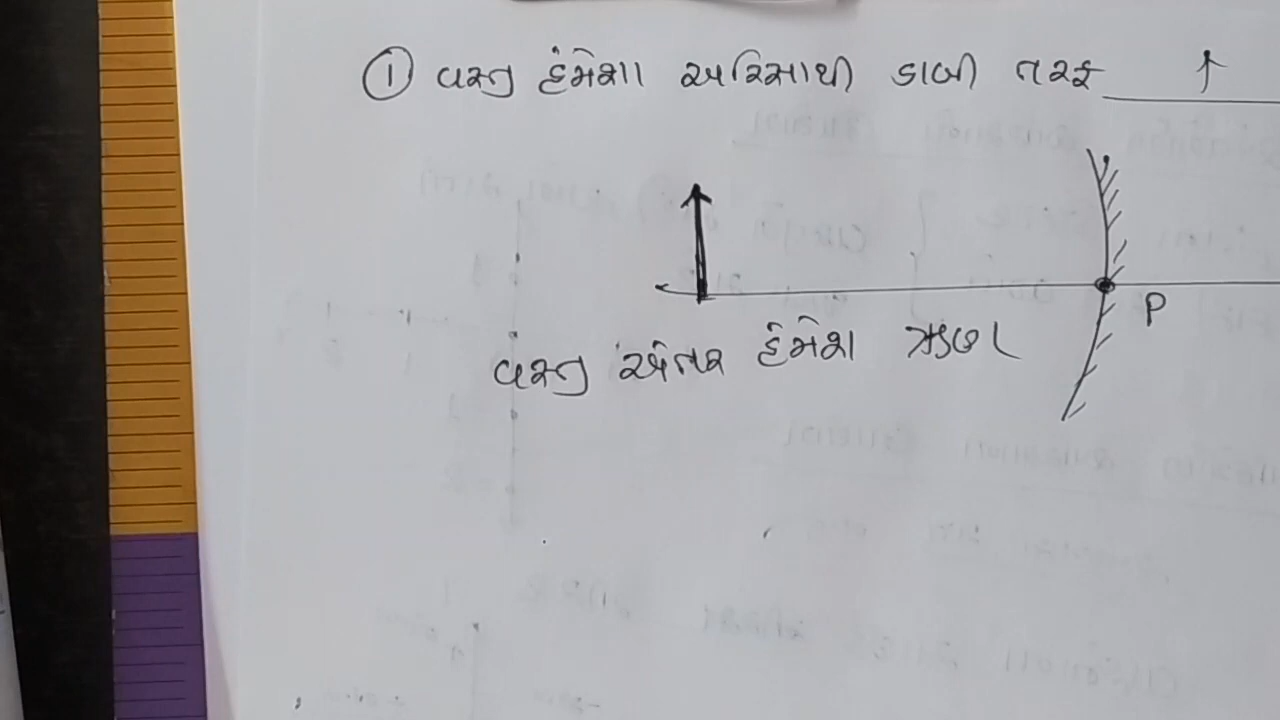 ① વસ્તુ હંમેશા અરિસાથી ડાબી તરફ
P
વસ્તુ અંતર હંમેશા ઋણ